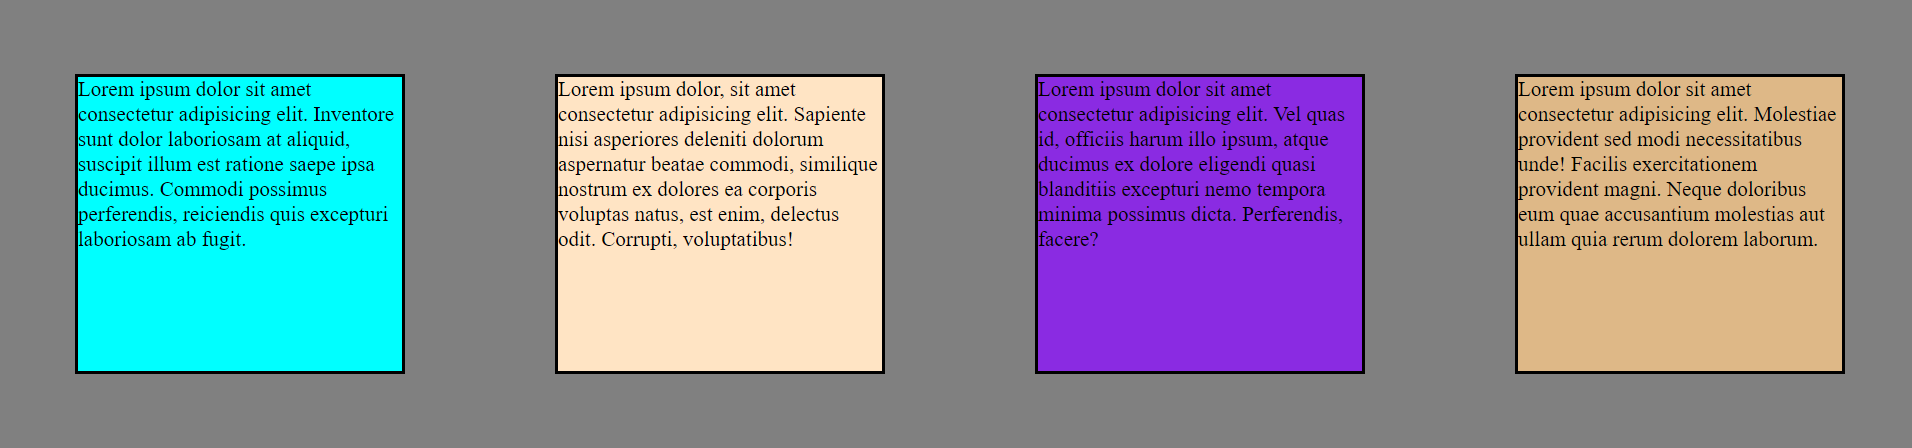 Lorem ipsum dolor sit amet
consectetur adipisicing elit. Inventore
sunt dolor laboriosam at aliquid,
suscipit illum est ratione saepe ipsa
ducimus. Commodi possimus
perferendis, reiciendis quis excepturi
laboriosam ab fugit.
Lorem ipsum dolor, sit amet
consectetur adipisicing elit. Sapiente
nisi asperiores deleniti dolorum
aspernatur beatae commodi, similique
nostrum ex dolores ea corporis
voluptas natus, est enim, delectus
odit. Corrupti, voluptatibus!
Lorem ipsum dolor sit amet
consectetur adipisicing elit. Vel quas
id, officiis harum illo ipsum, atque
ducimus ex dolore eligendi quasi
blanditiis excepturi nemo tempora
minima possimus dicta. Perferendis,
facere?
Lorem ipsum dolor sit amet
consectetur adipisicing elit. Molestiae
provident sed modi necessitatibus
unde! Facilis exercitationem
provident magni. Neque doloribus
eum quae accusantium molestias aut
ullam quia rerum dolorem laborum.